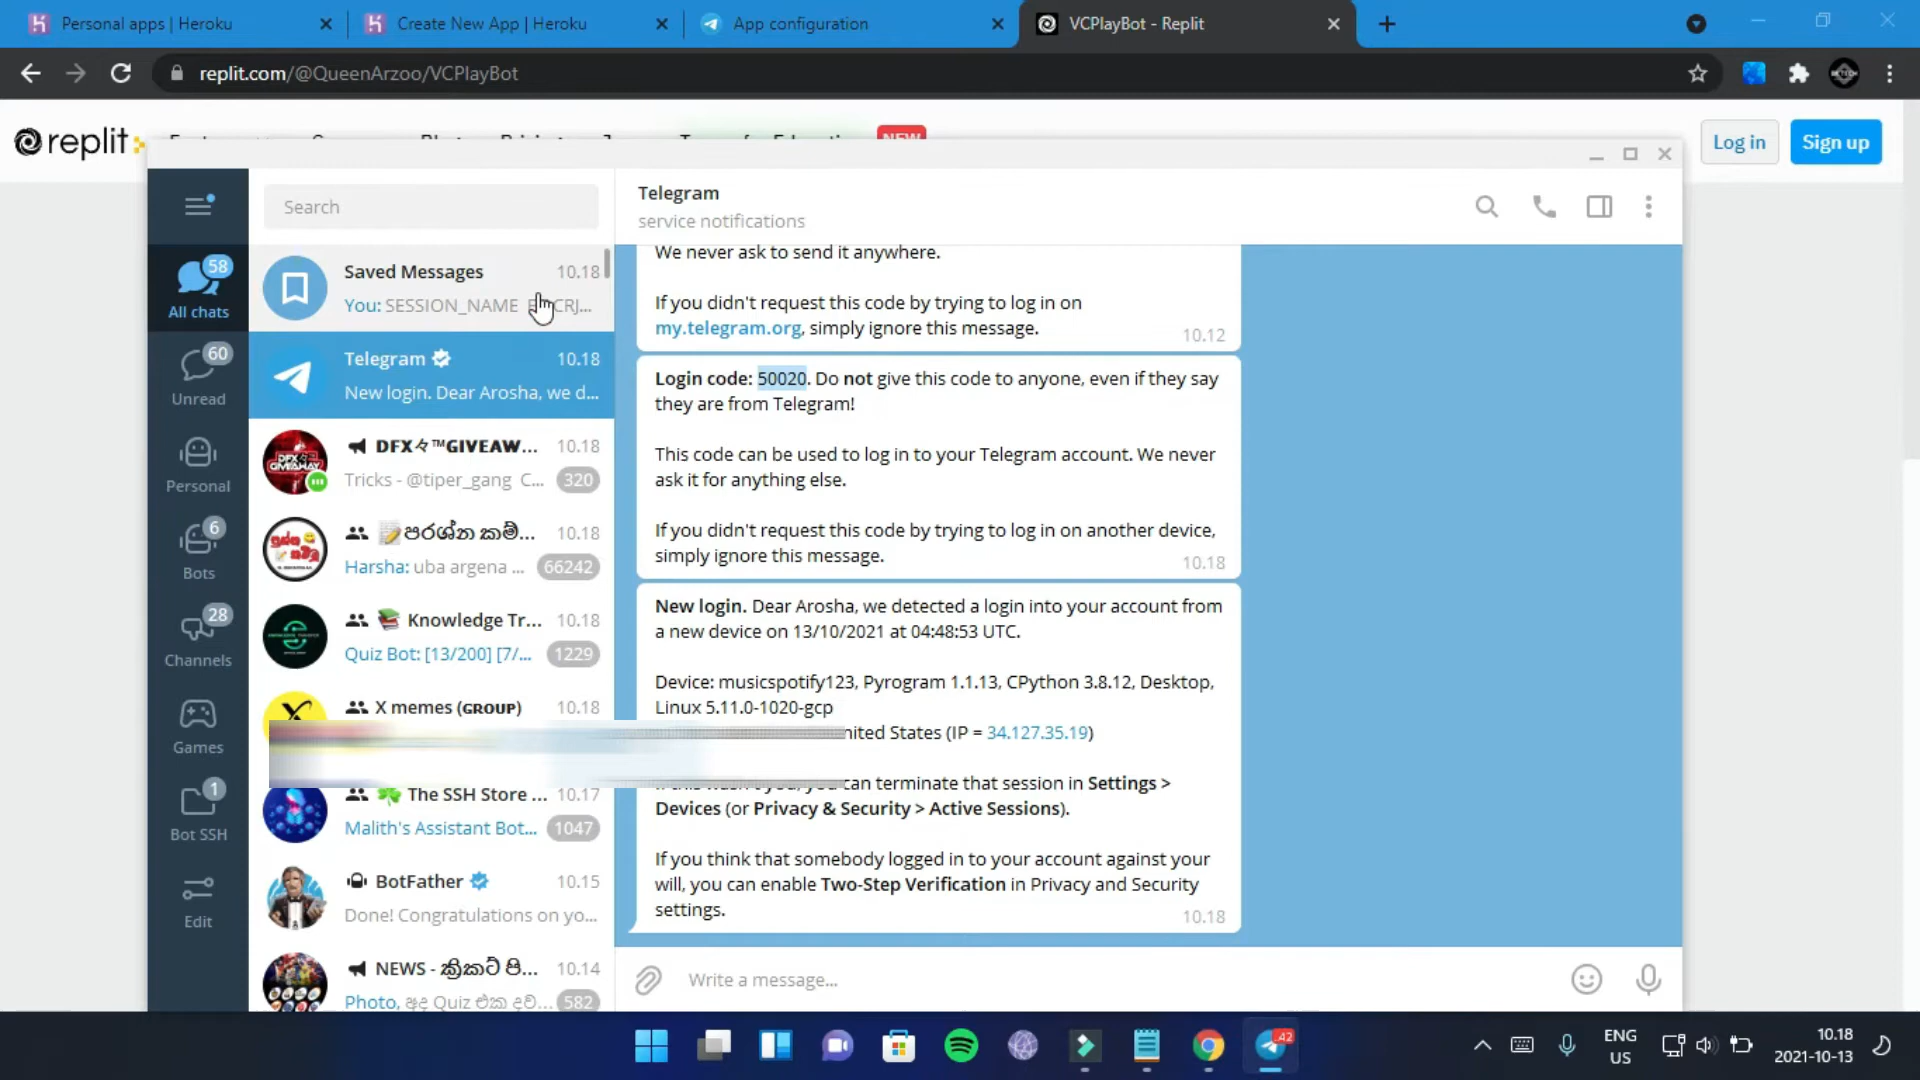 Personal apps | Heroku
Create New App | Heroku
App configuration
VCPlayBot - Replit
replit.com/@QueenArzoo/VCPlayBot
replit
NEW
Log in
Sign up
Search
Telegram
service notifications
58
All chats
60
Unread
Personal
6
Bots
28
Channels
Games
1
Bot SSH
Edit
Saved Messages
10.18
You: SESSION_NAME
CRJ...
Telegram
10.18
New login. Dear Arosha, we d...
DFX々™GIVEAW...
10.18
Tricks - @tiper_gang C...
320
පරශ්න කම්...
10.18
Harsha: uba argena ...
66242
Knowledge Tr...
10.18
Quiz Bot: [13/200] [7/...
1229
X memes (GROUP)
10.18
The SSH Store ...
10.17
Malith's Assistant Bot...
1047
BotFather
10.15
Done! Congratulations on yo...
NEWS - ක්‍රිකට් පි...
10.14
Photo, අද Quiz එක දව්...
582
We never ask to send it anywhere.
If you didn't request this code by trying to log in on
my.telegram.org, simply ignore this message.
10.12
Login code: 50020. Do not give this code to anyone, even if they say
they are from Telegram!
This code can be used to log in to your Telegram account. We never
ask it for anything else.
If you didn't request this code by trying to log in on another device,
simply ignore this message.
10.18
New login. Dear Arosha, we detected a login into your account from
a new device on 13/10/2021 at 04:48:53 UTC.
Device: musicspotify123, Pyrogram 1.1.13, CPython 3.8.12, Desktop,
Linux 5.11.0-1020-gcp
nited States (IP = 34.127.35.19)
can terminate that session in Settings >
Devices (or Privacy & Security > Active Sessions).
If you think that somebody logged in to your account against your
will, you can enable Two-Step Verification in Privacy and Security
settings.
10.18
Write a message...
42
ENG
US
10.18
2021-10-13